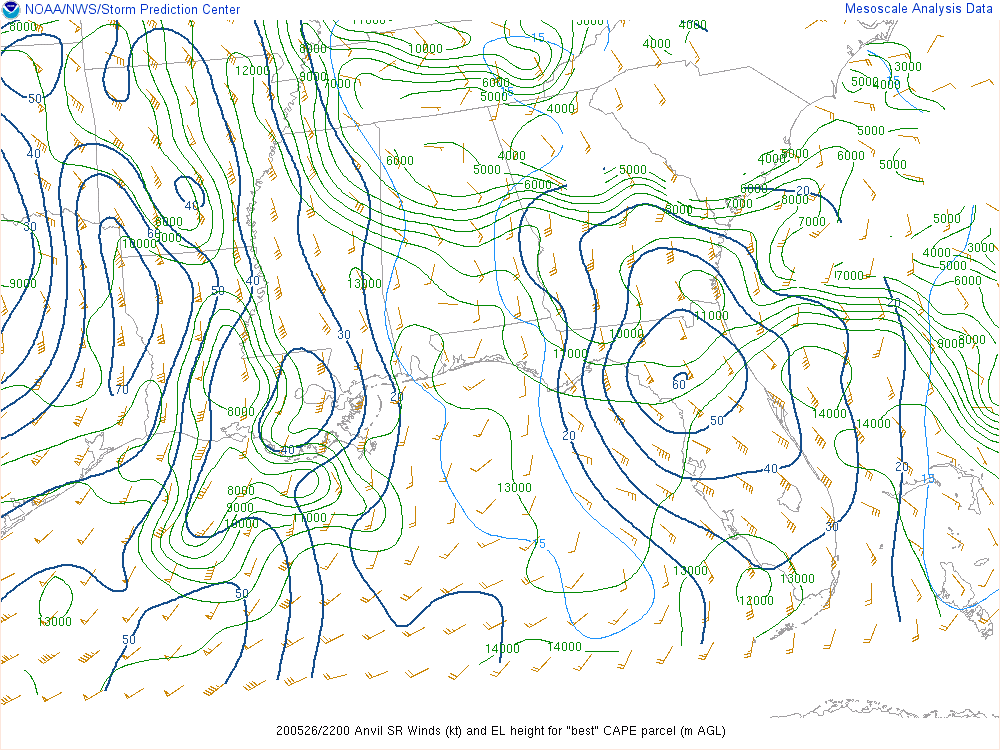 NOAA/NWS/Storm Prediction Center Mesoscale Analysis Data
6000 11000 10000 5000 4000
8000 4000
12000 9000 7000 6000 3000
5000 5000 4000
50 4000 15
40 5000
6000 4000 4000 5000 6000 5000
5000 5000
6000 6000 20
40 8000 7000 8000
30 8000 7000 5000
60 10000 7000
4000 3000
5000
9000 50 40 13000 7000 6000
20
11000
30 10000 9000 8000
11000
70 20 60
8000 50 14000 14000
40 20
40 20 15
8000 13000
9000
10000 11000 30
15
13000 13000
50 12000
13000
50
14000 14000
200526/2200 Anvil SR Winds (kt) and EL height for "best" CAPE parcel (m AGL)